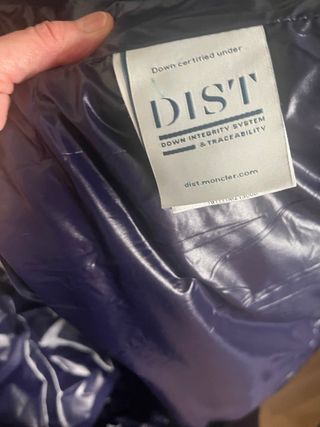 Down certified under
DIST
DOWN INTEGRITY SYSTEM
& TRACEABILITY
dist.moncler.com